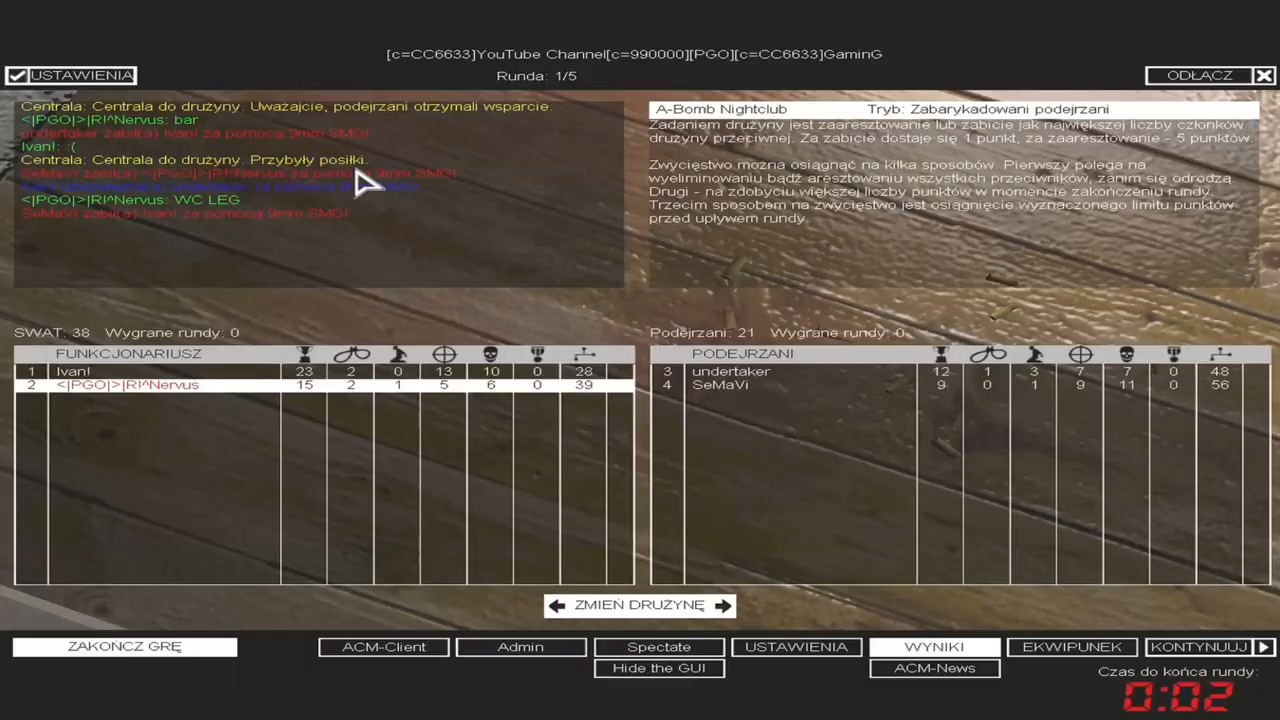 [c=CC6633]YouTube Channel[c=990000][PGO][c=CC6633]GaminG
USTAWIENIA
Runda: 1/5
ODŁĄCZ
Centrala: Centrala do drużyny. Uważajcie, podejrzani otrzymali wsparcie.
<|PGO|>|R!^Nervus: bar
undertaker zabił(a) Ivan! za pomocą 9mm SMG!
Ivan!: :(
Centrala: Centrala do drużyny. Przybyły posiłki.
SeMaVi zabił(a) <|PGO|>|R!^Nervus za pomocą 9mm SMG!
<|PGO|>|R!^Nervus: WC LEG
SeMaVi zabił(a) Ivan! za pomocą 9mm SMG!
A-Bomb Nightclub Tryb: Zabarykadowani podejrzani
Zadaniem drużyny jest zaaresztowanie lub zabicie jak największej liczby członków
drużyny przeciwnej. Za zabicie dostaje się 1 punkt, za zaaresztowanie - 5 punktów.
Zwycięstwo można osiągnąć na kilka sposobów. Pierwszy polega na
wyeliminowaniu bądź aresztowaniu wszystkich przeciwników, zanim się odrodzą.
Drugi - na zdobyciu większej liczby punktów w momencie zakończeniu rundy.
Trzecim sposobem na zwycięstwo jest osiągnięcie wyznaczonego limitu punktów
przed upływem rundy.
SWAT: 38 Wygrane rundy: 0
FUNKCJONARIUSZ
1 Ivan! 23 2 0 13 10 0 28
2 <|PGO|>|R!^Nervus 15 2 1 5 6 0 39
Podejrzani: 21 Wygrane rundy: 0
PODEJRZANI
3 undertaker 12 1 3 7 7 0 48
4 SeMaVi 9 0 1 9 11 0 56
ZMIEŃ DRUŻYNĘ
ZAKOŃCZ GRĘ
ACM-Client
Admin
Spectate
USTAWIENIA
WYNIKI
EKWIPUNEK
KONTYNUUJ
Hide the GUI
ACM-News
Czas do końca rundy:
0:02